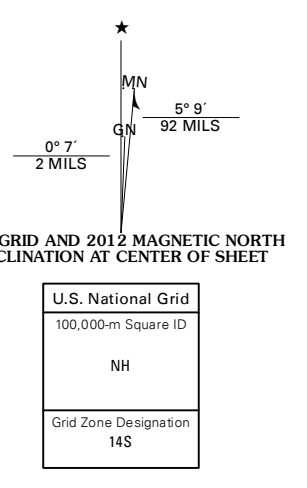 ★
MN
5° 9´
92 MILS
GN
0° 7´
2 MILS
GRID AND 2012 MAGNETIC NORTH
CLINATION AT CENTER OF SHEET
U.S. National Grid
100,000-m Square ID
NH
Grid Zone Designation
14S